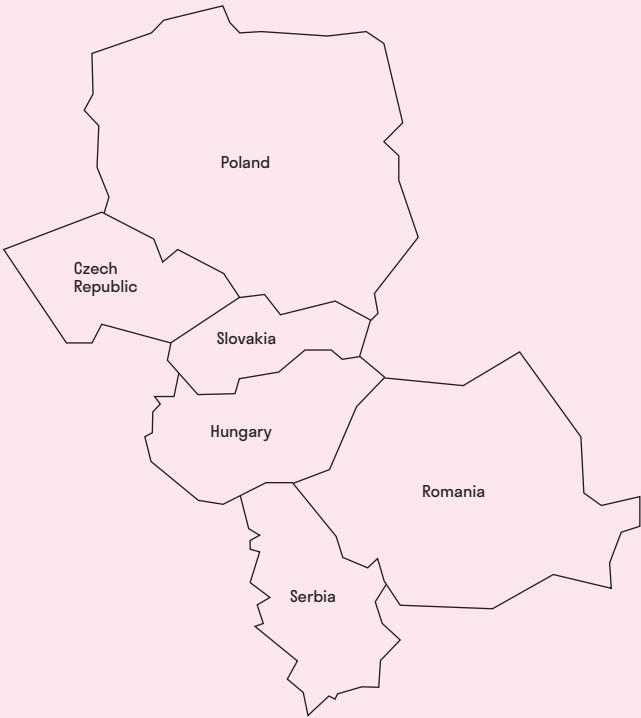 Poland
Czech
Republic
Slovakia
Hungary
Romania
Serbia